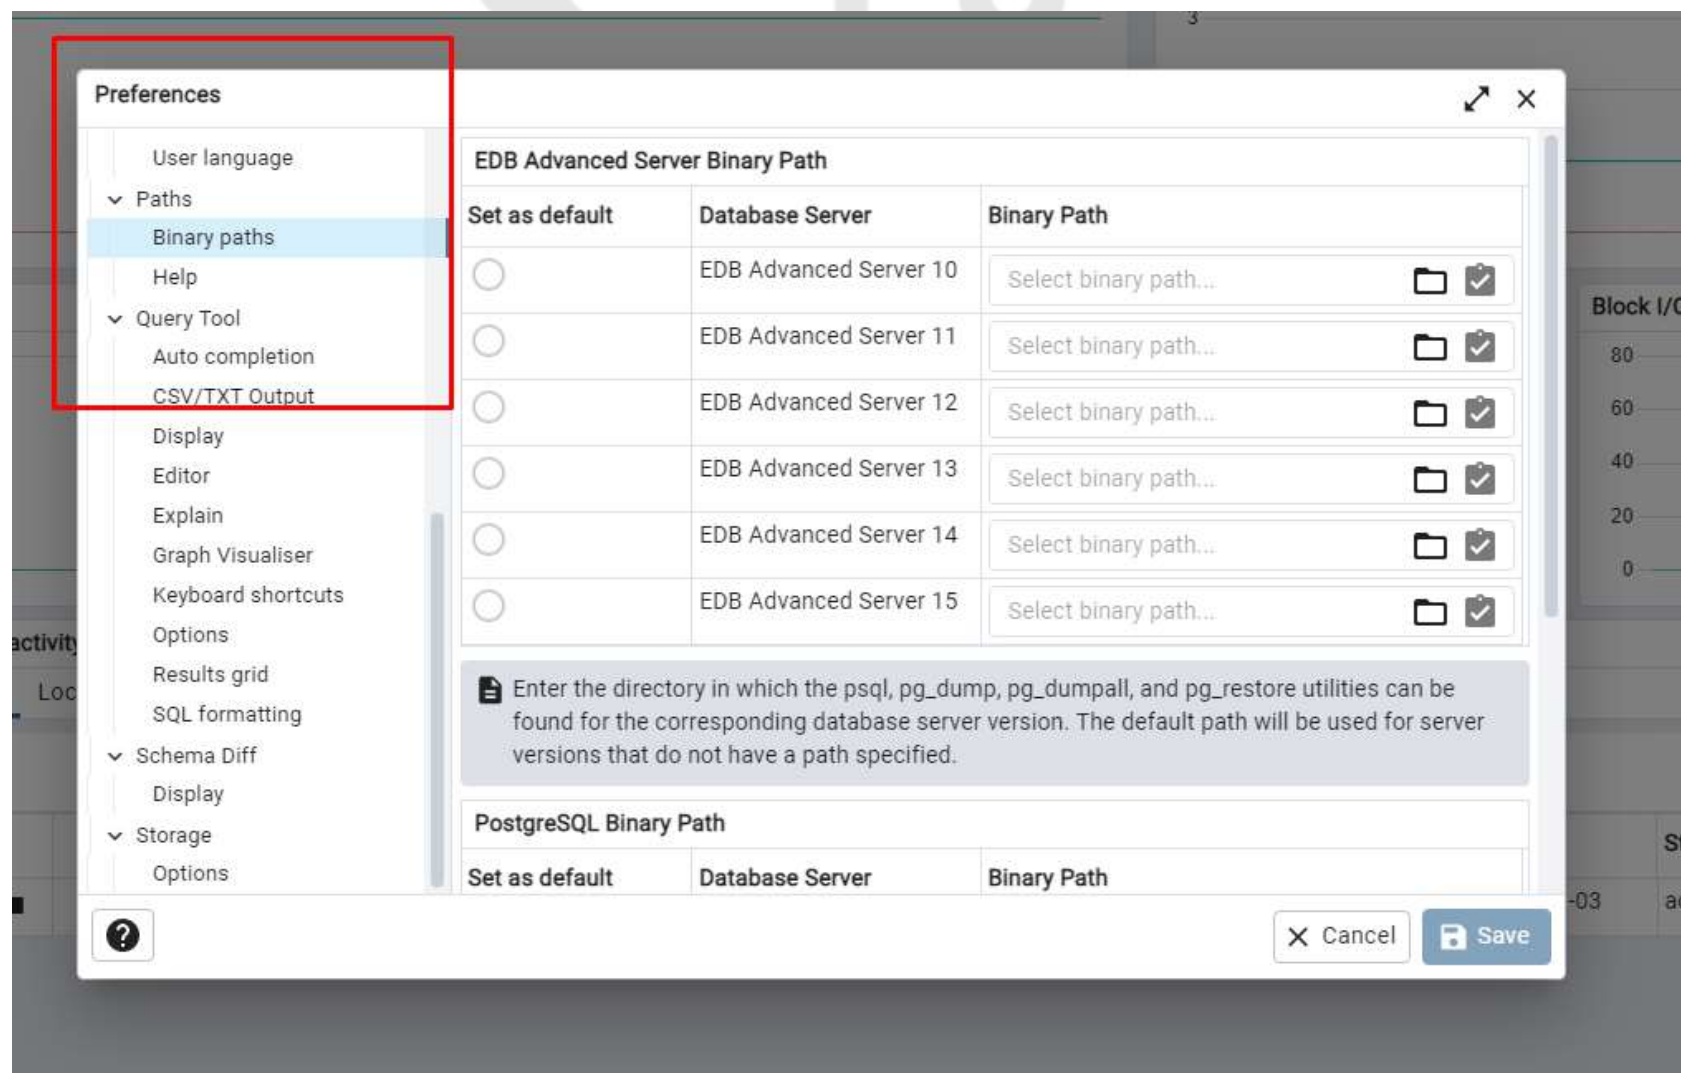 3
Preferences
User language
Paths
Binary paths
Help
Query Tool
Auto completion
CSV/TXT Output
Display
Editor
Explain
Graph Visualiser
Keyboard shortcuts
Options
Results grid
SQL formatting
Schema Diff
Display
Storage
Options
EDB Advanced Server Binary Path
Set as default Database Server Binary Path
EDB Advanced Server 10 Select binary path...
EDB Advanced Server 11 Select binary path...
EDB Advanced Server 12 Select binary path...
EDB Advanced Server 13 Select binary path...
EDB Advanced Server 14 Select binary path...
EDB Advanced Server 15 Select binary path...
Enter the directory in which the psql, pg_dump, pg_dumpall, and pg_restore utilities can be
found for the corresponding database server version. The default path will be used for server
versions that do not have a path specified.
PostgreSQL Binary Path
Set as default Database Server Binary Path
Cancel Save
Block I/
80
60
40
20
0
activity
Loc
-03